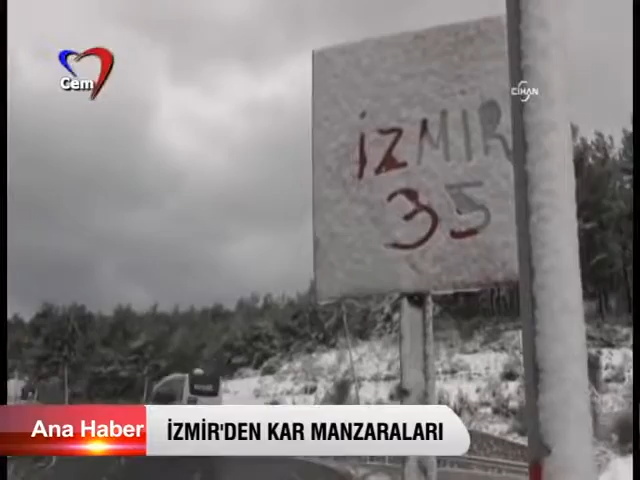 Cem
CİHAN
İZMİR
35
Ana Haber
İZMİR'DEN KAR MANZARALARI